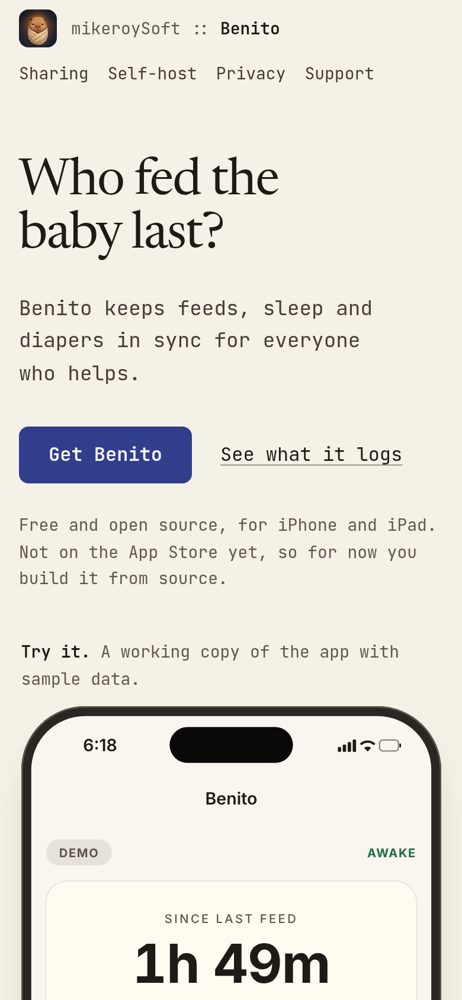 mikeroySoft :: Benito
Sharing Self-host Privacy Support
Who fed the
baby last?
Benito keeps feeds, sleep and
diapers in sync for everyone
who helps.
Get Benito See what it logs
Free and open source, for iPhone and iPad.
Not on the App Store yet, so for now you
build it from source.
Try it. A working copy of the app with
sample data.
6:18
Benito
DEMO AWAKE
SINCE LAST FEED
1h 49m